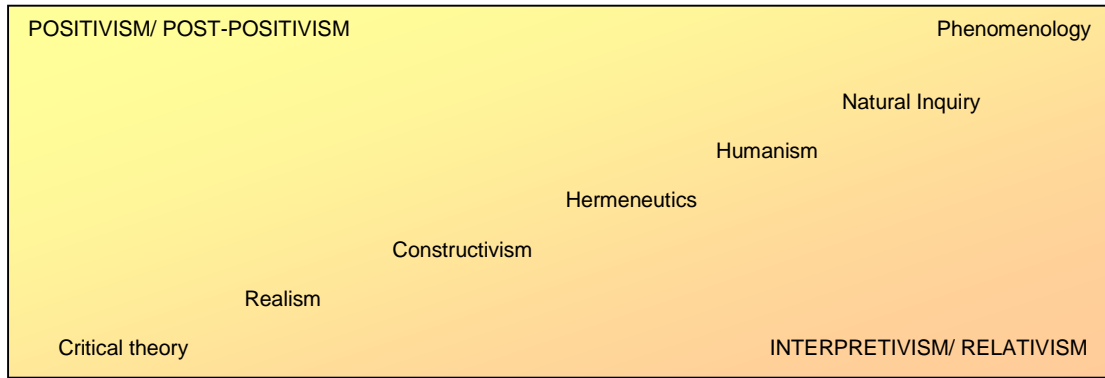 POSITIVISM/ POST-POSITIVISM
Phenomenology
Natural Inquiry
Humanism
Hermeneutics
Constructivism
Realism
Critical theory
INTERPRETIVISM/ RELATIVISM